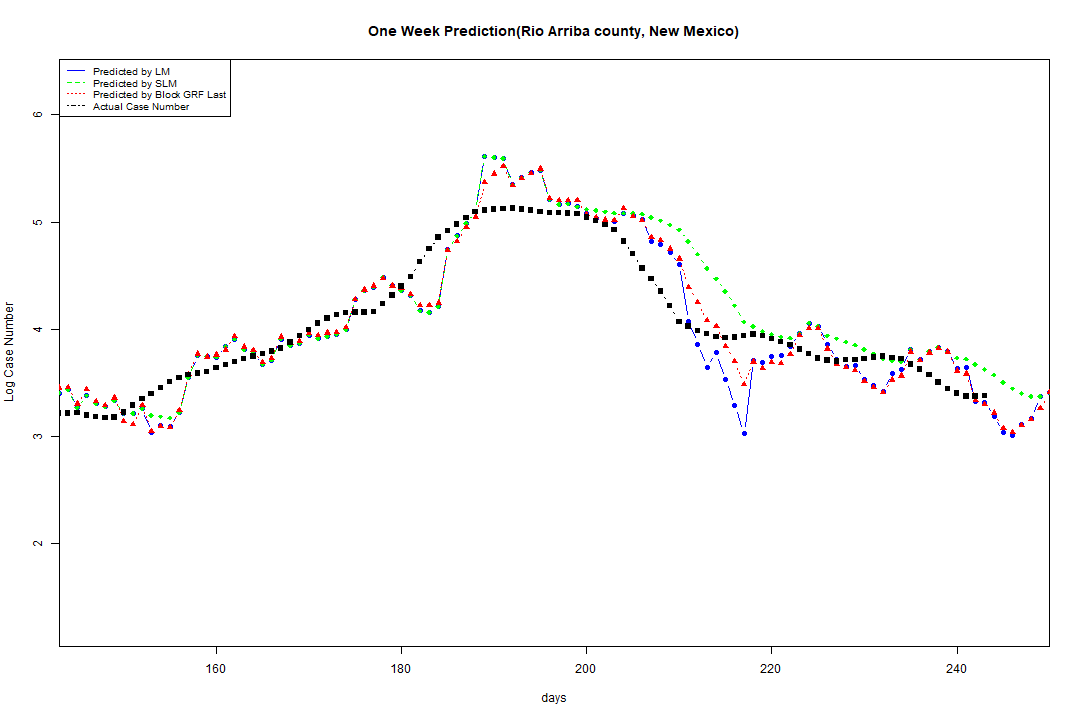 One Week Prediction(Rio Arriba county, New Mexico)
Predicted by LM
Predicted by SLM
Predicted by Block GRF Last
Actual Case Number
6
5
4
3
2
Log Case Number
160 180 200 220 240
days